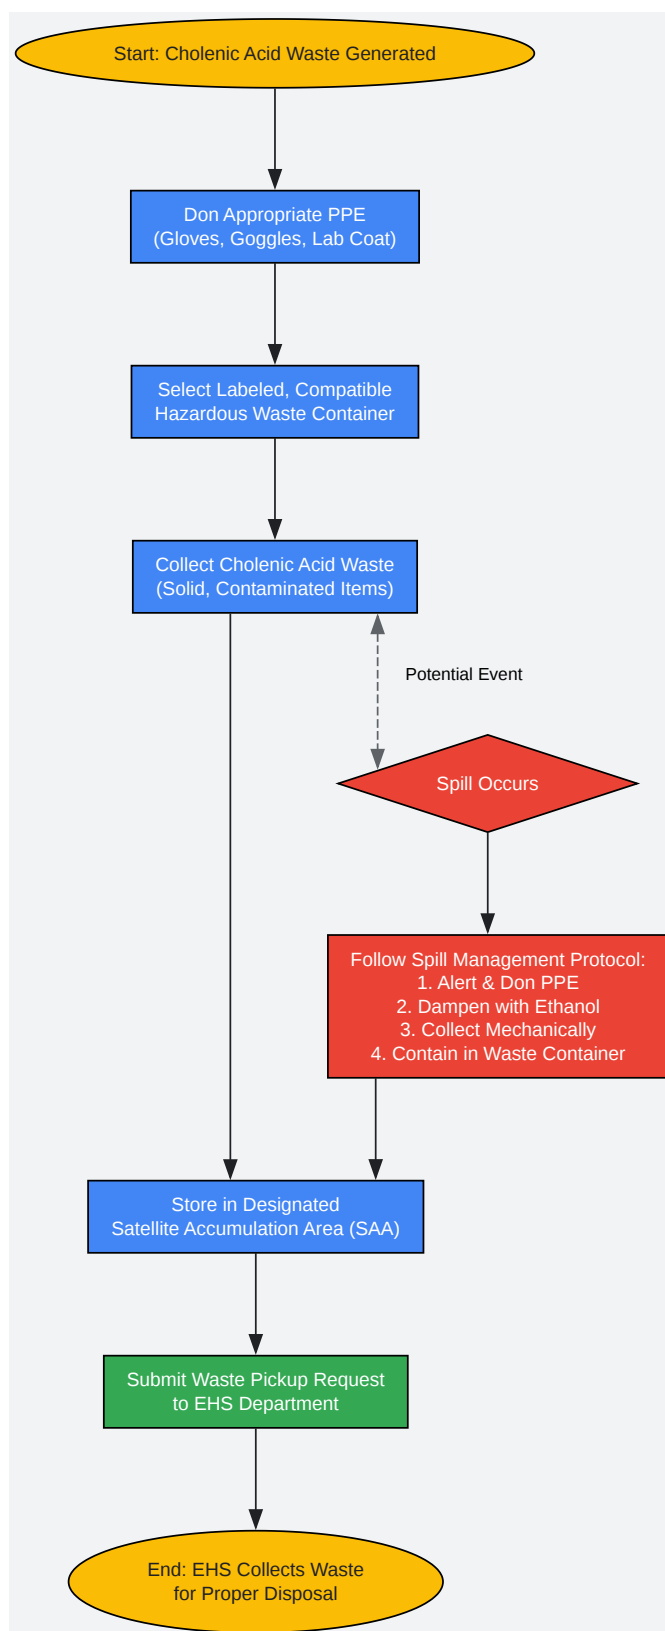 Start: Cholenic Acid Waste Generated
Don Appropriate PPE
(Gloves, Goggles, Lab Coat)
Select Labeled, Compatible
Hazardous Waste Container
Collect Cholenic Acid Waste
(Solid, Contaminated Items)
Potential Event
Spill Occurs
Follow Spill Management Protocol:
1. Alert & Don PPE
2. Dampen with Ethanol
3. Collect Mechanically
4. Contain in Waste Container
Store in Designated
Satellite Accumulation Area (SAA)
Submit Waste Pickup Request
to EHS Department
End: EHS Collects Waste
for Proper Disposal